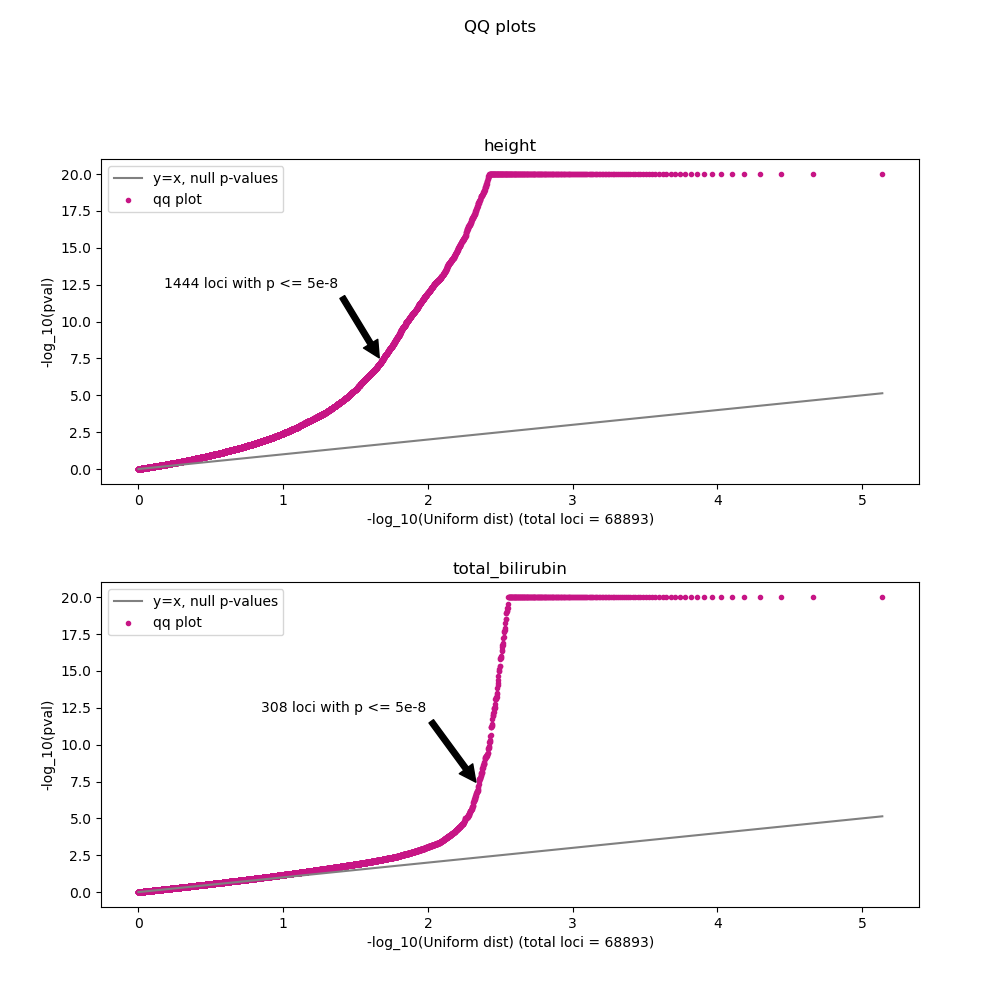 QQ plots
height
y=x, null p-values
qq plot
1444 loci with p <= 5e-8
-log_10(pval)
20.0
17.5
15.0
12.5
10.0
7.5
5.0
2.5
0.0
0 1 2 3 4 5
-log_10(Uniform dist) (total loci = 68893)
total_bilirubin
y=x, null p-values
qq plot
308 loci with p <= 5e-8
-log_10(pval)
20.0
17.5
15.0
12.5
10.0
7.5
5.0
2.5
0.0
0 1 2 3 4 5
-log_10(Uniform dist) (total loci = 68893)